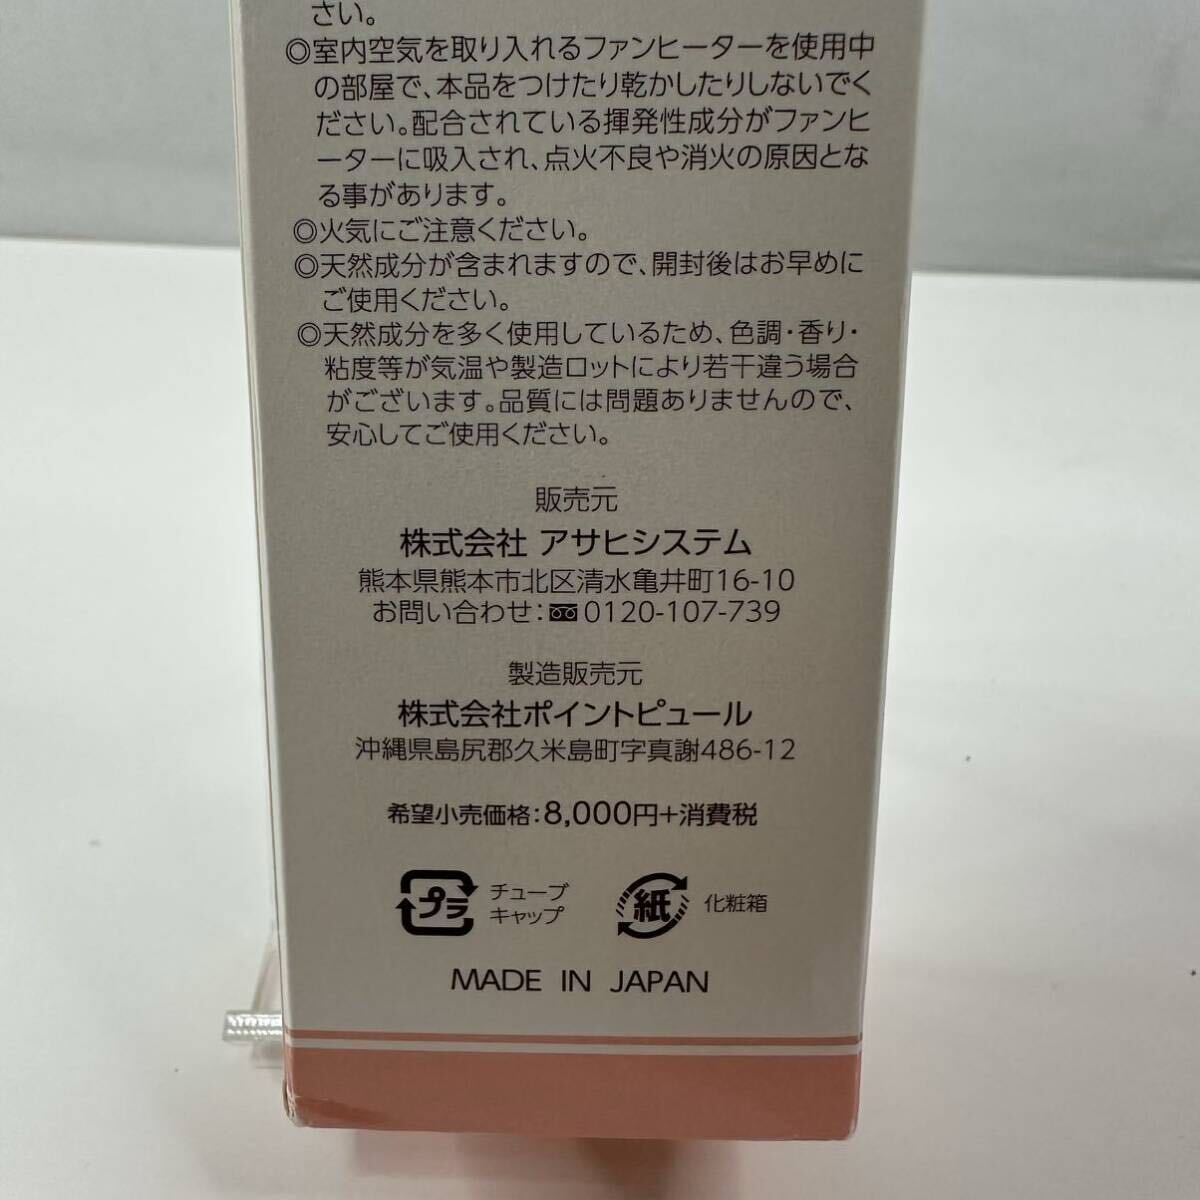 さい。
◎室内空気を取り入れるファンヒーターを使用中
の部屋で、本品をつけたり乾かしたりしないでく
ださい。配合されている揮発性成分がファンヒ
ーターに吸入され、点火不良や消火の原因とな
る事があります。
◎火気にご注意ください。
◎天然成分が含まれますので、開封後はお早めに
ご使用ください。
◎天然成分を多く使用しているため、色調・香り・
粘度等が気温や製造ロットにより若干違う場合
がございます。品質には問題ありませんので、
安心してご使用ください。
販売元
株式会社 アサヒシステム
熊本県熊本市北区清水亀井町16-10
お問い合わせ:0120-107-739
製造販売元
株式会社ポイントピュール
沖縄県島尻郡久米島町字真謝486-12
希望小売価格:8,000円+消費税
プラ チューブ
キャップ
紙 化粧箱
MADE IN JAPAN